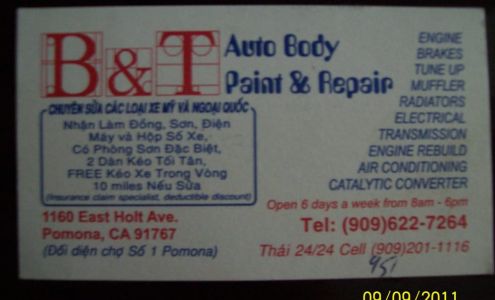 B&T Auto Body
Paint & Repair
ENGINE
BRAKES
TUNE UP
MUFFLER
RADIATORS
ELECTRICAL
TRANSMISSION
ENGINE REBUILD
AIR CONDITIONING
CATALYTIC CONVERTER
CHUYÊN SỬA CÁC LOẠI XE MỸ VÀ NGOẠI QUỐC
Nhận Làm Đồng, Sơn, Điện
Máy và Hộp Số Xe,
Có Phòng Sơn Đặc Biệt,
2 Dàn Kéo Tối Tân,
FREE Kéo Xe Trong Vòng
10 miles Nếu Sửa
(Insurance claim specialist, deductible discount)
1160 East Holt Ave.
Pomona, CA 91767
(Đối diện chợ Số 1 Pomona)
Open 6 days a week from 8am - 6pm
Tel: (909)622-7264
Thái 24/24 Cell (909)201-1116
951
09/09/2011